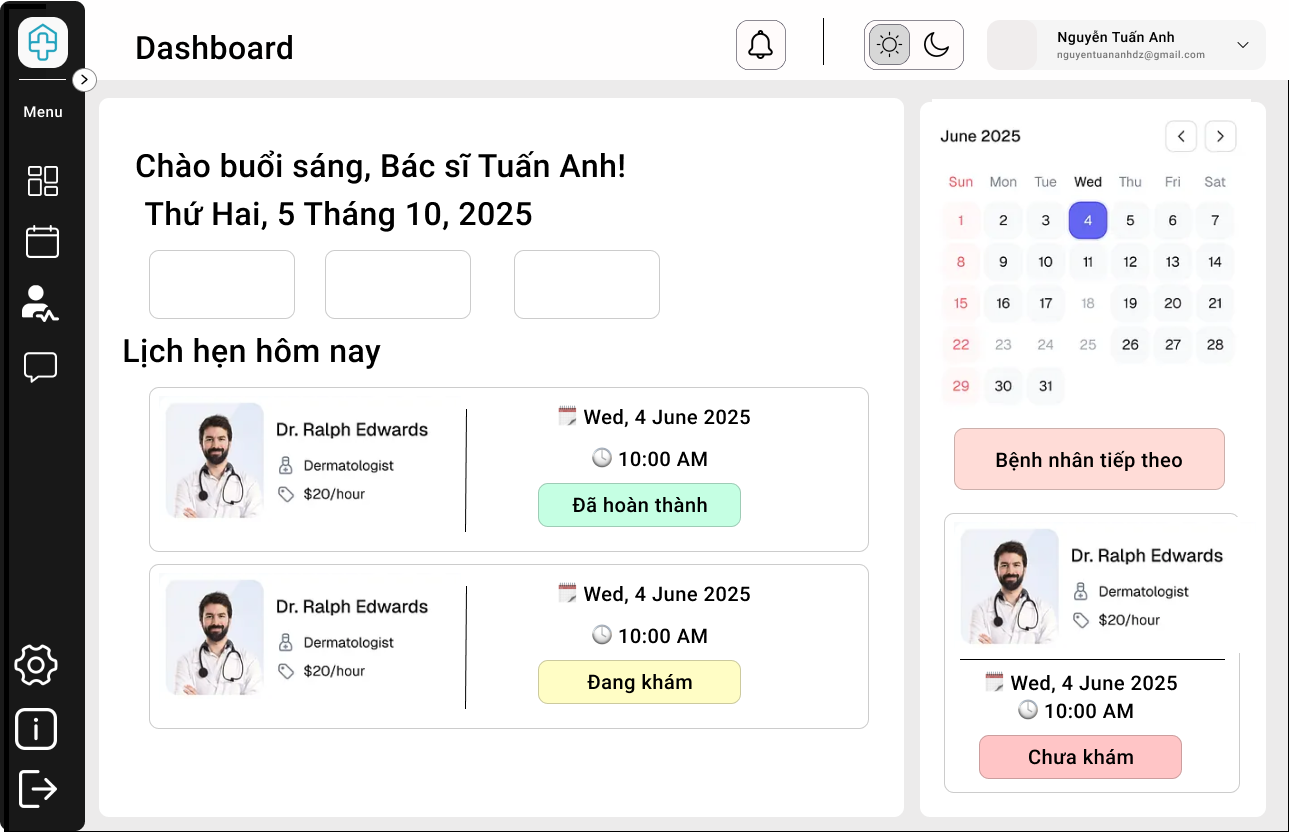 Dashboard
Nguyễn Tuấn Anh
nguyentuananhdz@gmail.com
Menu
Chào buổi sáng, Bác sĩ Tuấn Anh!
Thứ Hai, 5 Tháng 10, 2025
Lịch hẹn hôm nay
Dr. Ralph Edwards
Dermatologist
$20/hour
Wed, 4 June 2025
10:00 AM
Đã hoàn thành
Dr. Ralph Edwards
Dermatologist
$20/hour
Wed, 4 June 2025
10:00 AM
Đang khám
June 2025
Sun Mon Tue Wed Thu Fri Sat
1 2 3 4 5 6 7
8 9 10 11 12 13 14
15 16 17 18 19 20 21
22 23 24 25 26 27 28
29 30 31
Bệnh nhân tiếp theo
Dr. Ralph Edwards
Dermatologist
$20/hour
Wed, 4 June 2025
10:00 AM
Chưa khám